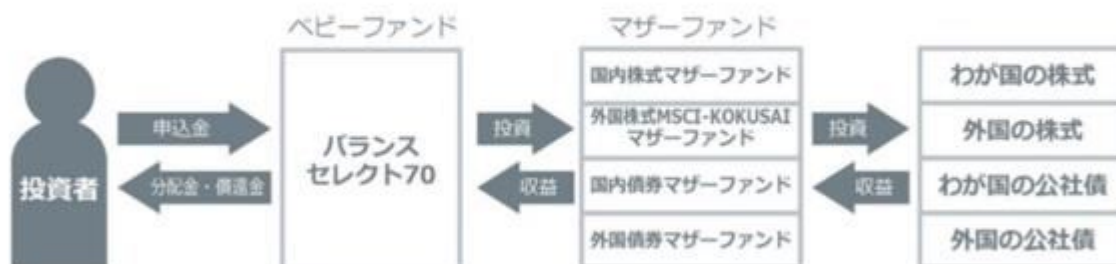 ベビーファンド
マザーファンド
投資者
申込金
分配金・償還金
バランス
セレクト70
投資
収益
国内株式マザーファンド
外国株式MSCI-KOKUSAI
マザーファンド
国内債券マザーファンド
外国債券マザーファンド
投資
収益
わが国の株式
外国の株式
わが国の公社債
外国の公社債